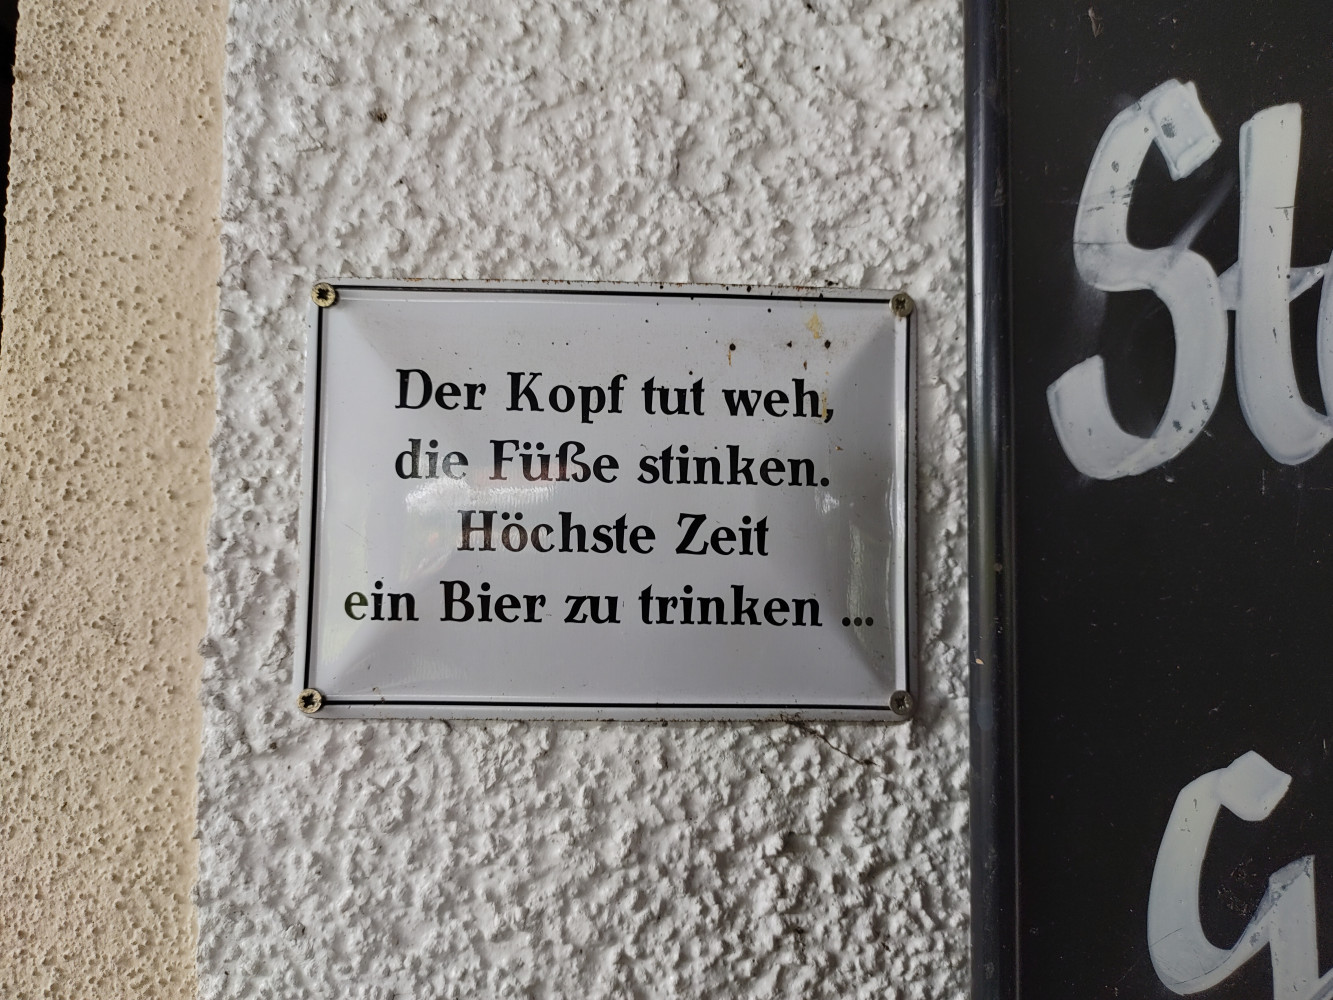 Der Kopf tut weh,
die Füße stinken.
Höchste Zeit
ein Bier zu trinken ...